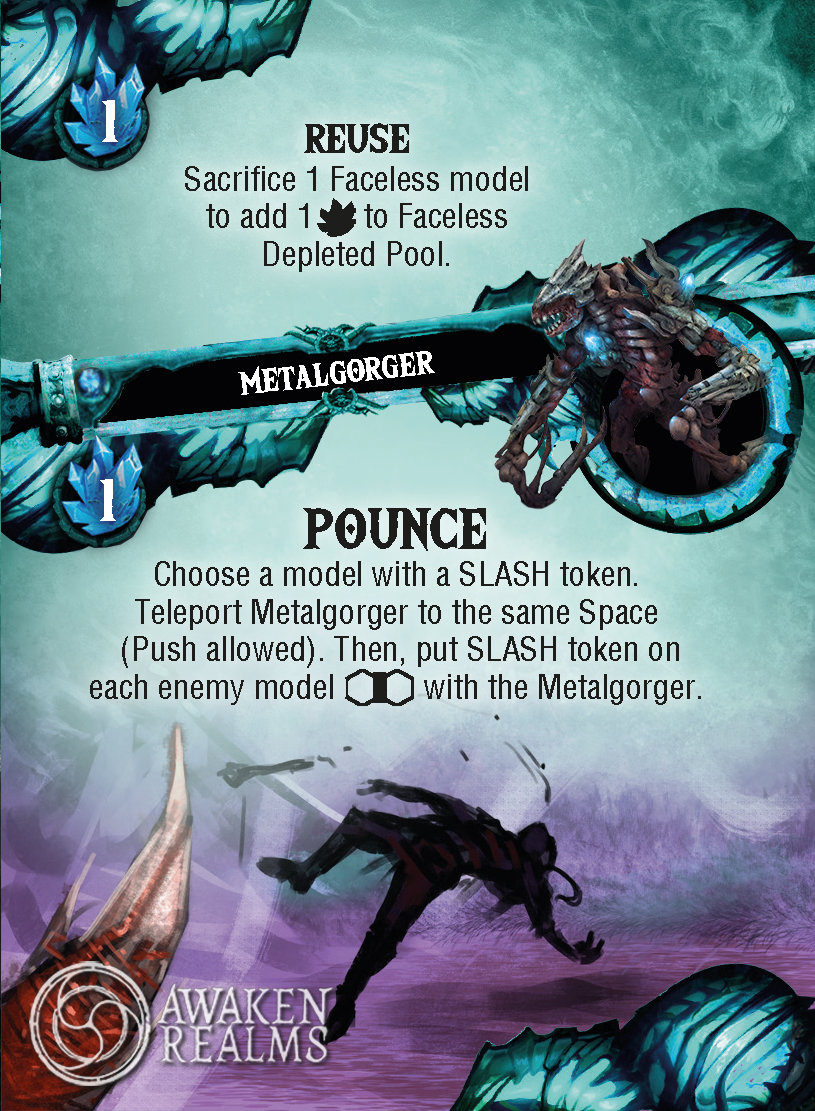 1
REUSE
Sacrifice 1 Faceless model
to add 1 to Faceless
Depleted Pool.
METALGORGER
1
POUNCE
Choose a model with a SLASH token.
Teleport Metalgorger to the same Space
(Push allowed). Then, put SLASH token on
each enemy model with the Metalgorger.
AWAKEN
REALMS